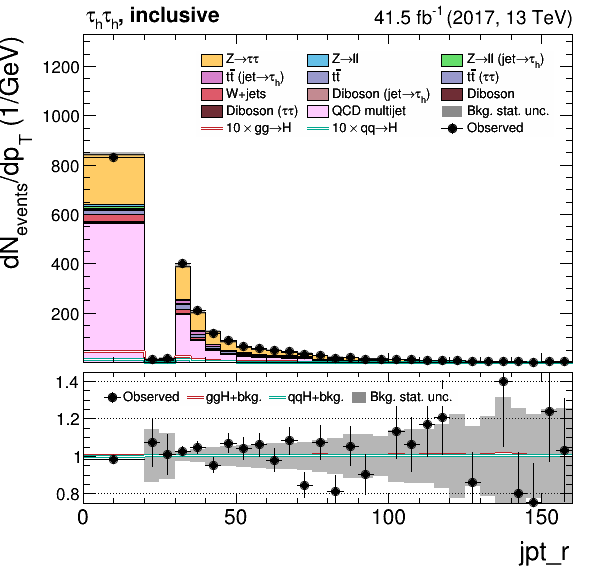 τₕτₕ, inclusive 41.5 fb⁻¹ (2017, 13 TeV)
dN_events/dp_T (1/GeV)
1200
1000
800
600
400
200
Z→ττ Z→ll Z→ll (jet→τₕ)
tt̄ (jet→τₕ) tt̄ tt̄ (ττ)
W+jets Diboson (jet→τₕ) Diboson
Diboson (ττ) QCD multijet Bkg. stat. unc.
10 × gg→H 10 × qq→H Observed
1.4
1.2
1
0.8
Observed ggH+bkg. qqH+bkg. Bkg. stat. unc.
0 50 100 150
jpt_r